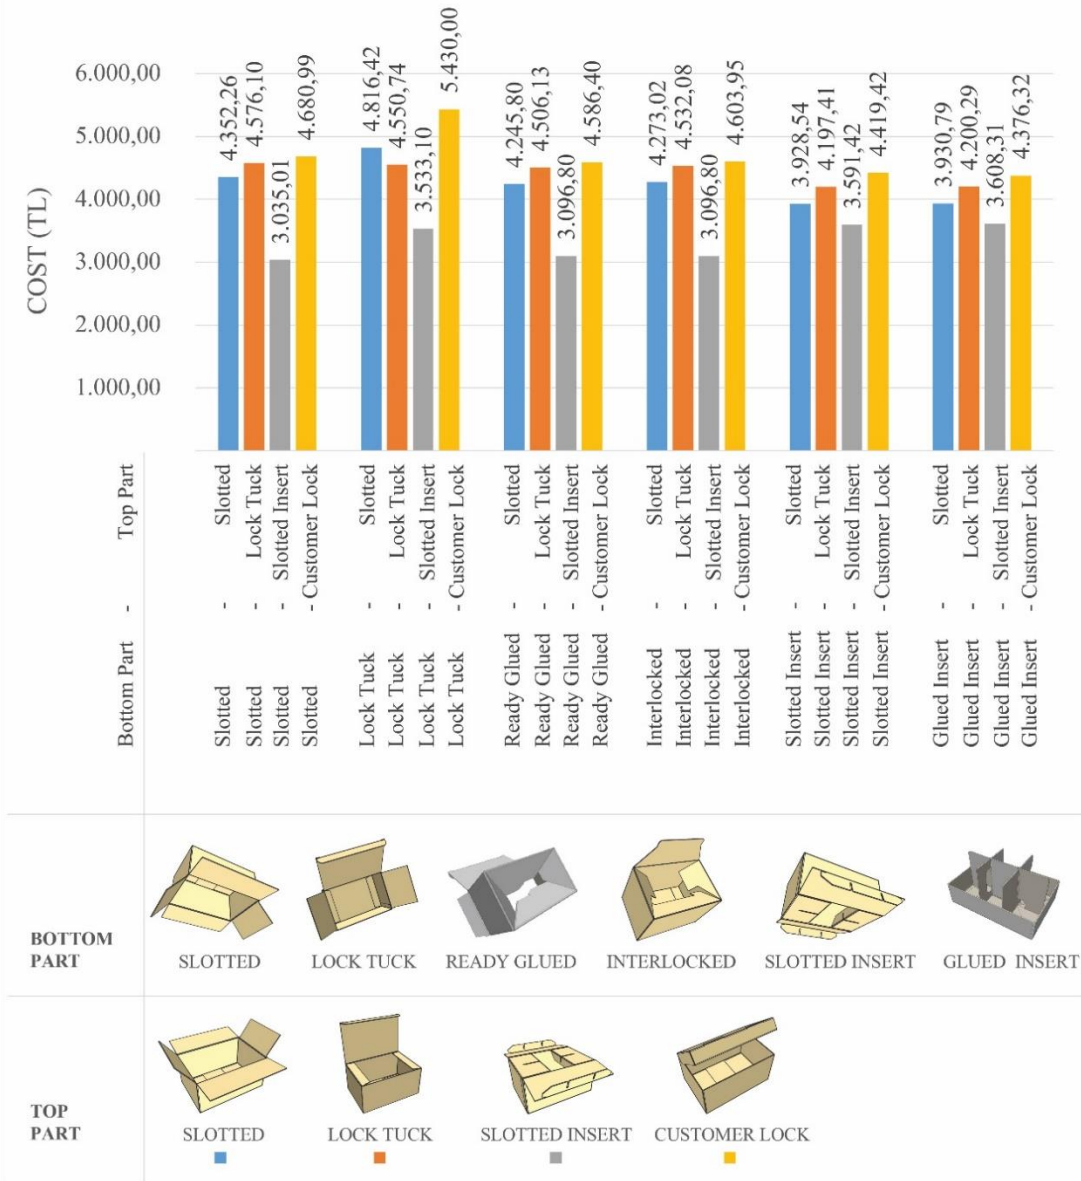 COST (TL)
6.000,00
5.000,00
4.000,00
3.000,00
2.000,00
1.000,00
4.352,26
4.576,10
3.035,01
4.680,99
4.816,42
4.550,74
3.533,10
5.430,00
4.245,80
4.506,13
3.096,80
4.586,40
4.273,02
4.532,08
3.096,80
4.603,95
3.928,54
4.197,41
3.591,42
4.419,42
3.930,79
4.200,29
3.608,31
4.376,32
Bottom Part - Top Part
Slotted - Slotted
Slotted - Lock Tuck
Slotted - Slotted Insert
Slotted - Customer Lock
Lock Tuck - Slotted
Lock Tuck - Lock Tuck
Lock Tuck - Slotted Insert
Lock Tuck - Customer Lock
Ready Glued - Slotted
Ready Glued - Lock Tuck
Ready Glued - Slotted Insert
Ready Glued - Customer Lock
Interlocked - Slotted
Interlocked - Lock Tuck
Interlocked - Slotted Insert
Interlocked - Customer Lock
Slotted Insert - Slotted
Slotted Insert - Lock Tuck
Slotted Insert - Slotted Insert
Slotted Insert - Customer Lock
Glued Insert - Slotted
Glued Insert - Lock Tuck
Glued Insert - Slotted Insert
Glued Insert - Customer Lock
BOTTOM
PART
SLOTTED
LOCK TUCK
READY GLUED
INTERLOCKED
SLOTTED INSERT
GLUED INSERT
TOP
PART
SLOTTED
LOCK TUCK
SLOTTED INSERT
CUSTOMER LOCK